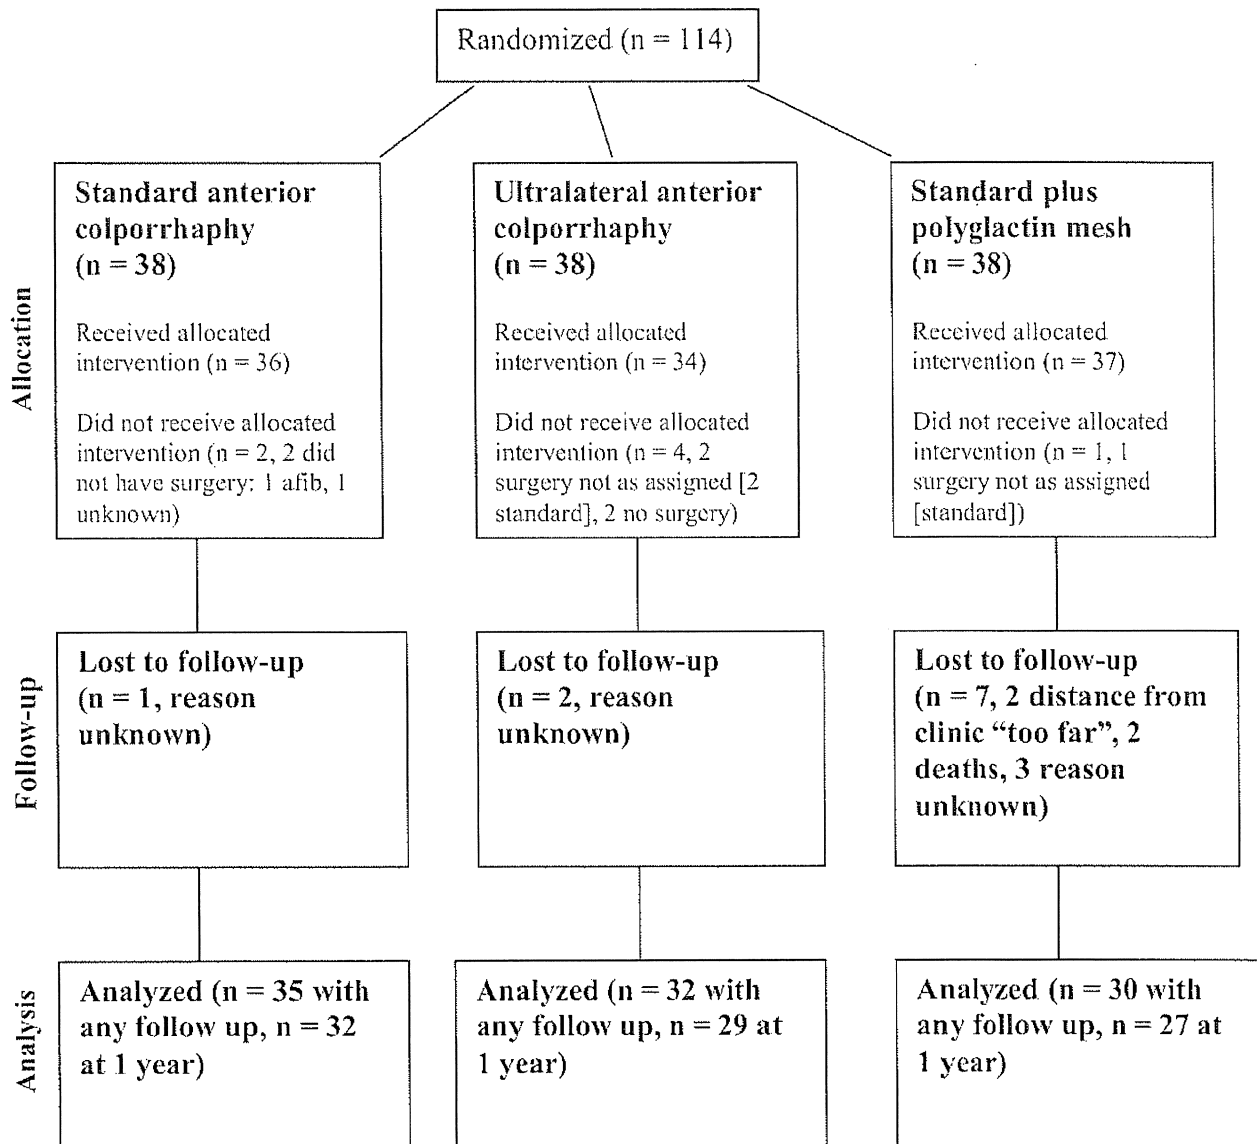 Randomized (n = 114)
Allocation
Standard anterior
colporrhaphy
(n = 38)
Received allocated
intervention (n = 36)
Did not receive allocated
intervention (n = 2, 2 did
not have surgery: 1 afib, 1
unknown)
Ultralateral anterior
colporrhaphy
(n = 38)
Received allocated
intervention (n = 34)
Did not receive allocated
intervention (n = 4, 2
surgery not as assigned [2
standard], 2 no surgery)
Standard plus
polyglactin mesh
(n = 38)
Received allocated
intervention (n = 37)
Did not receive allocated
intervention (n = 1, 1
surgery not as assigned
[standard])
Follow-up
Lost to follow-up
(n = 1, reason
unknown)
Lost to follow-up
(n = 2, reason
unknown)
Lost to follow-up
(n = 7, 2 distance from
clinic “too far”, 2
deaths, 3 reason
unknown)
Analysis
Analyzed (n = 35 with
any follow up, n = 32
at 1 year)
Analyzed (n = 32 with
any follow up, n = 29 at
1 year)
Analyzed (n = 30 with
any follow up, n = 27 at
1 year)